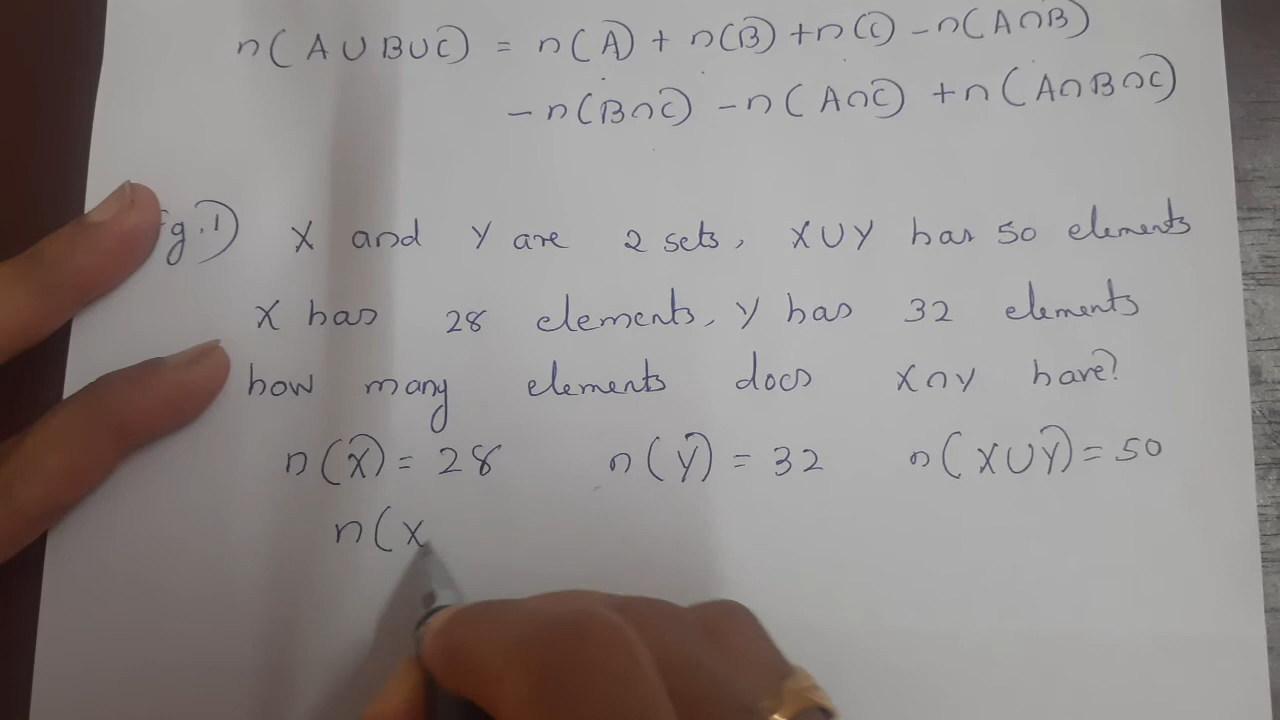 n(A∪B∪C) = n(A) + n(B) + n(C) - n(A∩B)
- n(B∩C) - n(A∩C) + n(A∩B∩C)
g.1) X and Y are 2 sets, X∪Y has 50 elements
X has 28 elements, Y has 32 elements
how many elements does X∩Y have?
n(X) = 28 n(Y) = 32 n(X∪Y) = 50
n(X